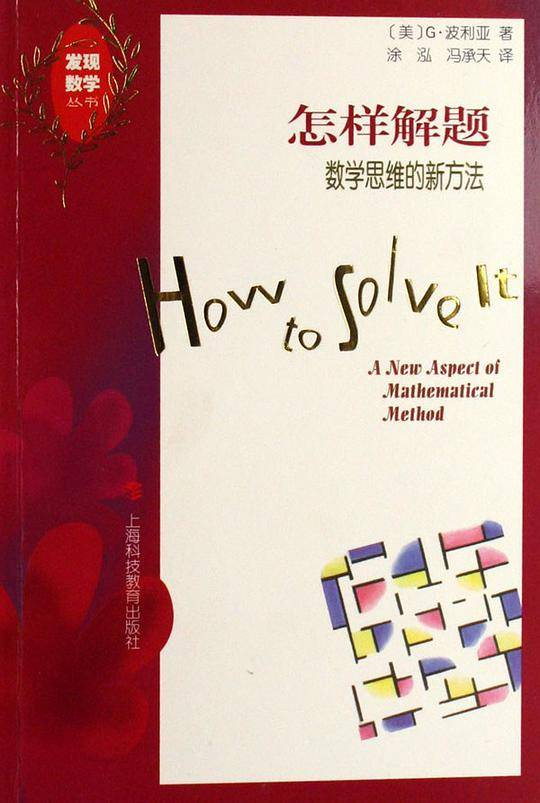 发现
数学
丛书
〔美〕G·波利亚 著
涂 泓 冯承天 译
怎样解题
数学思维的新方法
How to Solve It
A New Aspect of
Mathematical
Method
上海科技教育出版社